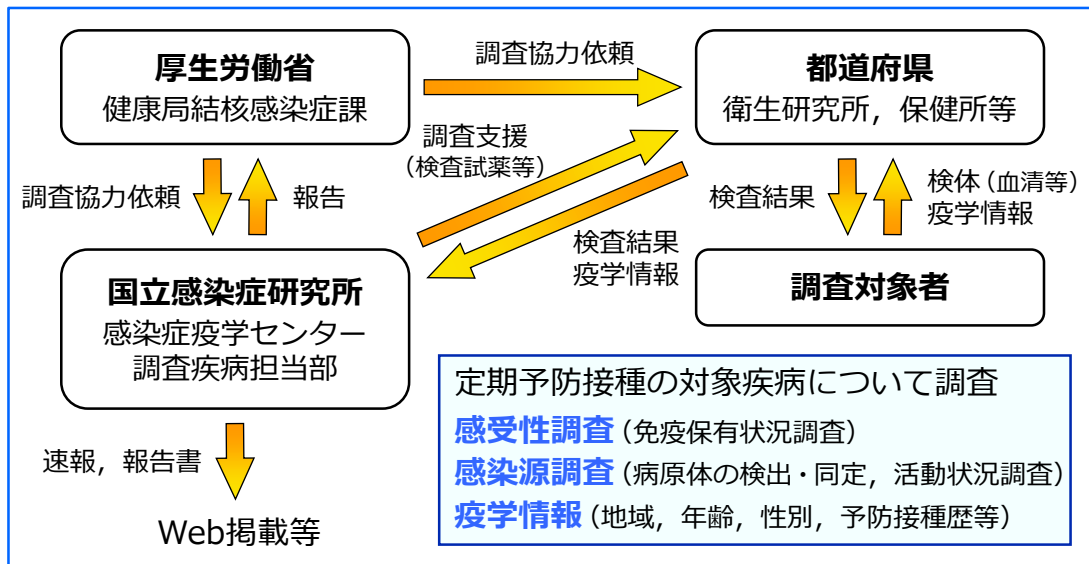 厚生労働省
健康局結核感染症課
調査協力依頼
都道府県
衛生研究所，保健所等
調査協力依頼
報告
調査支援
（検査試薬等）
検査結果
疫学情報
検査結果
検体（血清等）
疫学情報
国立感染症研究所
感染症疫学センター
調査疾病担当部
調査対象者
速報，報告書
Web掲載等
定期予防接種の対象疾病について調査
感受性調査（免疫保有状況調査）
感染源調査（病原体の検出・同定，活動状況調査）
疫学情報（地域，年齢，性別，予防接種歴等）